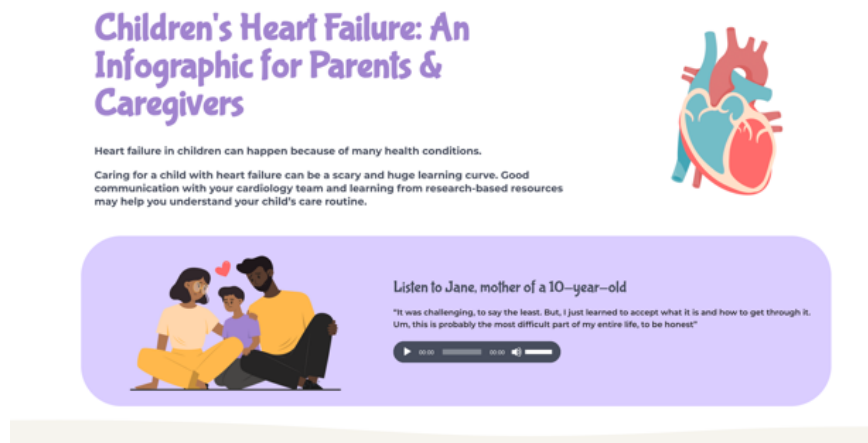 Children's Heart Failure: An
Infographic for Parents &
Caregivers
Heart failure in children can happen because of many health conditions.
Caring for a child with heart failure can be a scary and huge learning curve. Good
communication with your cardiology team and learning from research-based resources
may help you understand your child's care routine.
Listen to Jane, mother of a 10-year-old
"It was challenging, to say the least. But, I just learned to accept what it is and how to get through it.
Um, this is probably the most difficult part of my entire life, to be honest"
00:00 00:00